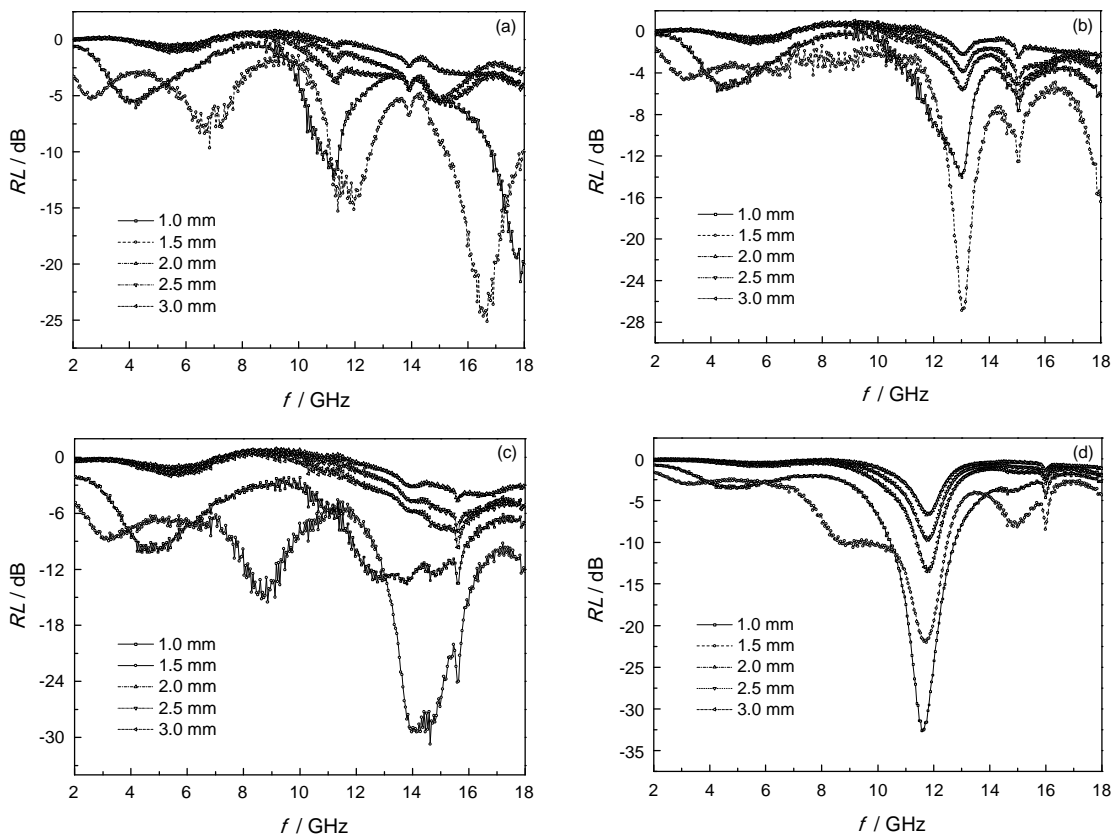 (a)
0
-5
-10
-15
-20
-25
RL / dB
1.0 mm
1.5 mm
2.0 mm
2.5 mm
3.0 mm
2 4 6 8 10 12 14 16 18
f / GHz
(b)
0
-4
-8
-12
-16
-20
-24
-28
RL / dB
1.0 mm
1.5 mm
2.0 mm
2.5 mm
3.0 mm
2 4 6 8 10 12 14 16 18
f / GHz
(c)
0
-6
-12
-18
-24
-30
RL / dB
1.0 mm
1.5 mm
2.0 mm
2.5 mm
3.0 mm
2 4 6 8 10 12 14 16 18
f / GHz
(d)
0
-5
-10
-15
-20
-25
-30
-35
RL / dB
1.0 mm
1.5 mm
2.0 mm
2.5 mm
3.0 mm
2 4 6 8 10 12 14 16 18
f / GHz